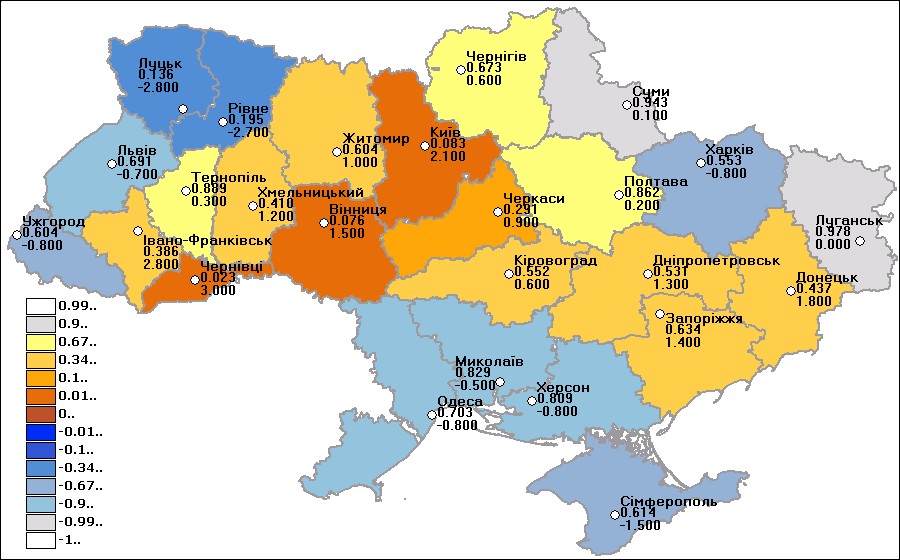 Чернігів
0.673
0.600
Суми
0.943
0.100
Луцьк
0.136
-2.800
Рівне
0.195
-2.700
Житомир
0.604
1.000
Київ
0.083
2.100
Харків
0.553
-0.800
Львів
0.691
-0.700
Тернопіль
0.889
0.300
Хмельницький
0.410
1.200
Вінниця
0.076
1.500
Черкаси
0.291
0.900
Полтава
0.862
0.200
Луганськ
0.978
0.000
Ужгород
0.604
-0.800
Івано-Франківськ
0.386
2.800
Чернівці
0.023
3.000
Кіровоград
0.552
0.600
Дніпропетровськ
0.531
1.300
Донецьк
0.437
1.800
Запоріжжя
0.634
1.400
Миколаїв
0.829
-0.500
Херсон
0.809
-0.800
Одеса
0.703
-0.800
Сімферополь
0.614
-1.500
0.99..
0.9..
0.67..
0.34..
0.1..
0.01..
0..
-0.01..
-0.1..
-0.34..
-0.67..
-0.9..
-0.99..
-1..